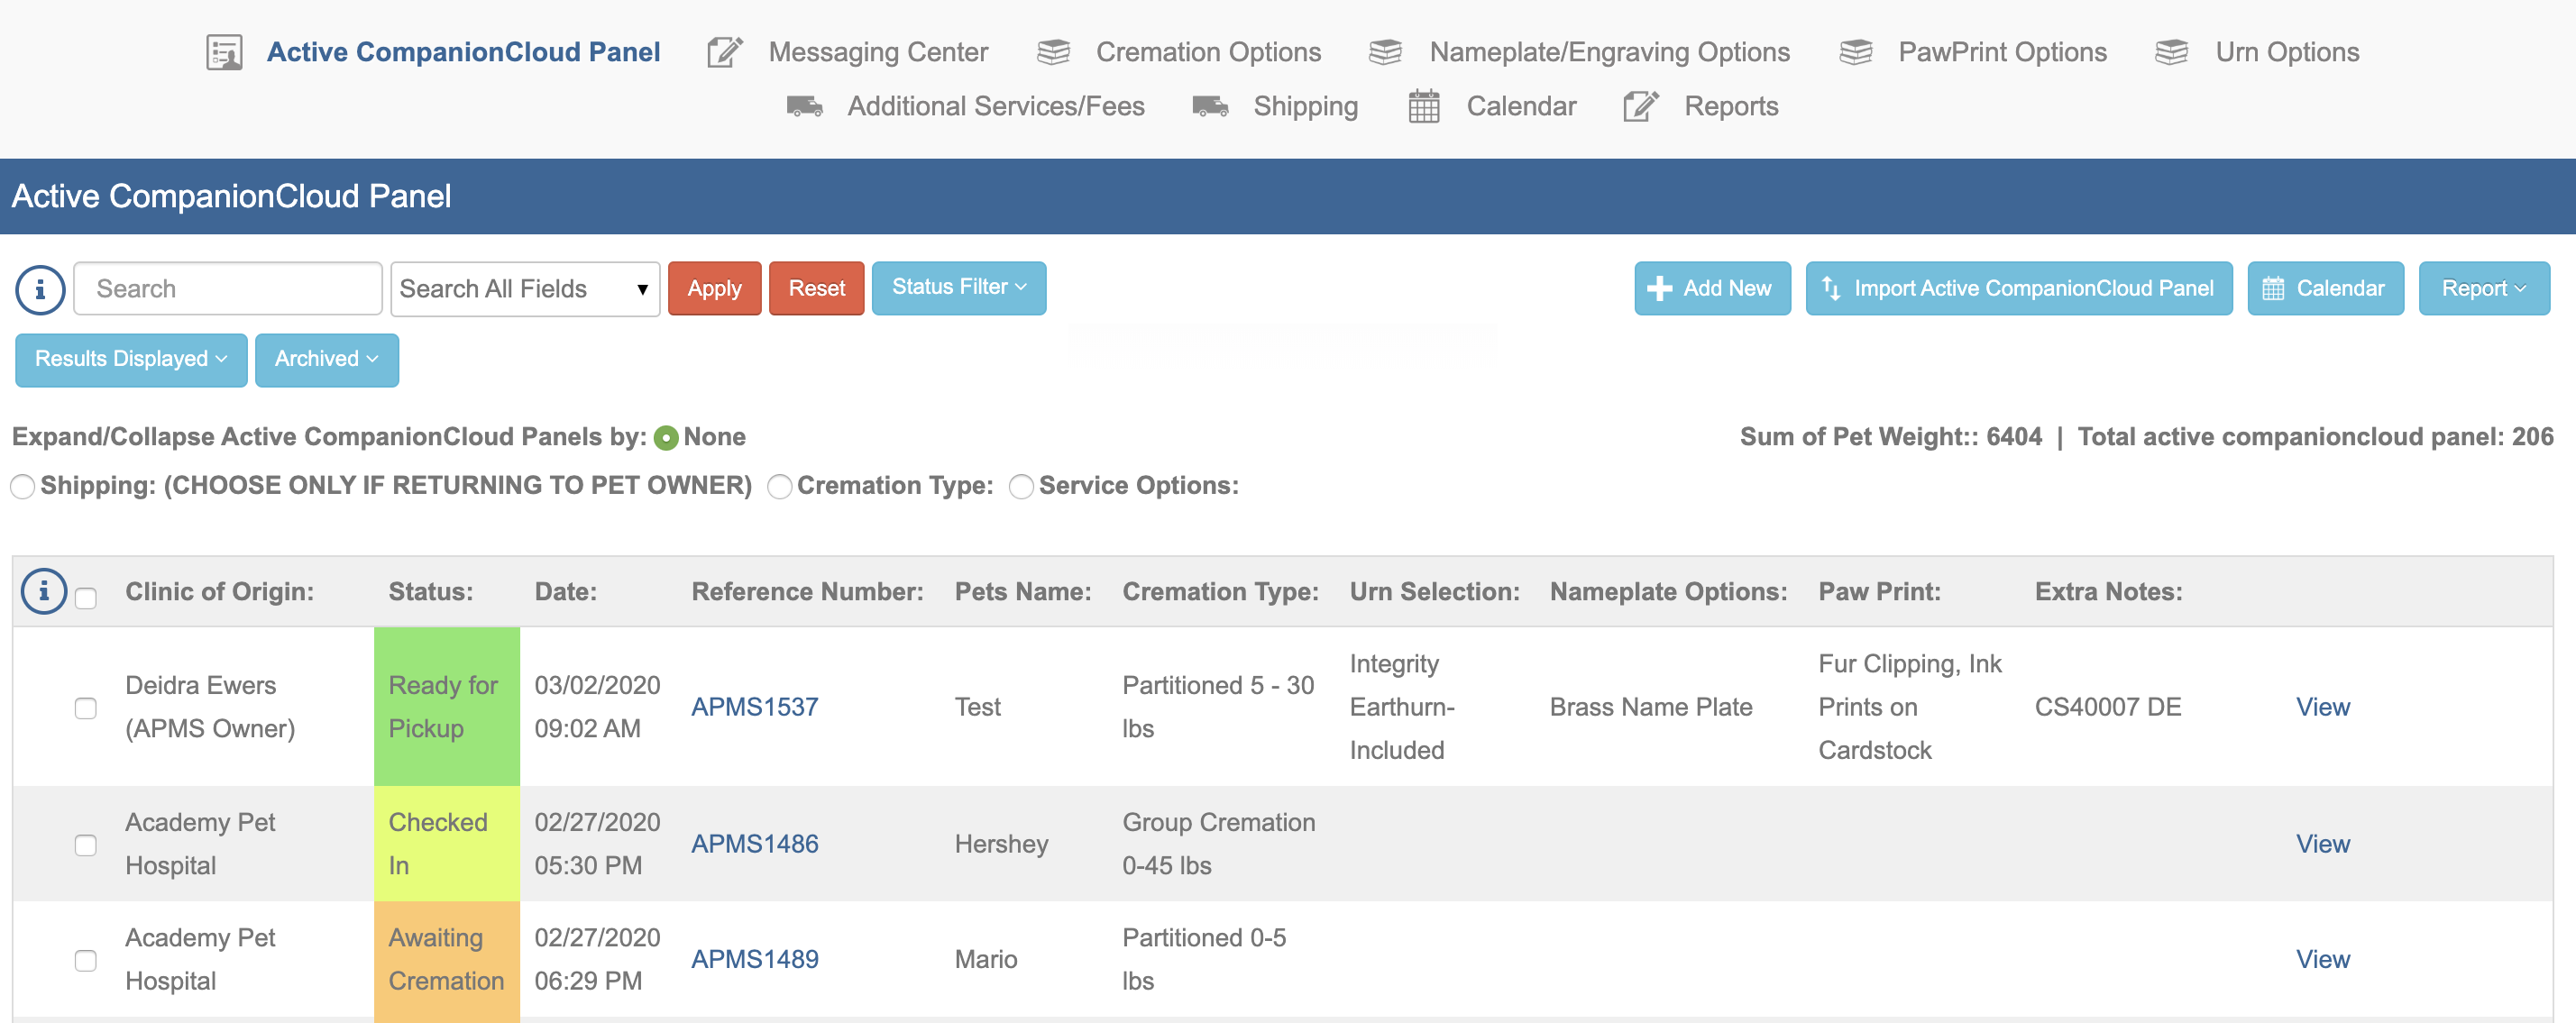 Active CompanionCloud Panel Messaging Center Cremation Options Nameplate/Engraving Options PawPrint Options Urn Options
Additional Services/Fees Shipping Calendar Reports
Active CompanionCloud Panel
Search Search All Fields Apply Reset Status Filter Add New Import Active CompanionCloud Panel Calendar Report
Results Displayed Archived
Expand/Collapse Active CompanionCloud Panels by: None Sum of Pet Weight:: 6404 | Total active companioncloud panel: 206
Shipping: (CHOOSE ONLY IF RETURNING TO PET OWNER) Cremation Type: Service Options:
Clinic of Origin: Status: Date: Reference Number: Pets Name: Cremation Type: Urn Selection: Nameplate Options: Paw Print: Extra Notes:
Deidra Ewers
(APMS Owner)
Ready for
Pickup
03/02/2020
09:02 AM
APMS1537
Test
Partitioned 5 - 30
lbs
Integrity
Earthurn-
Included
Brass Name Plate
Fur Clipping, Ink
Prints on
Cardstock
CS40007 DE
View
Academy Pet
Hospital
Checked
In
02/27/2020
05:30 PM
APMS1486
Hershey
Group Cremation
0-45 lbs
View
Academy Pet
Hospital
Awaiting
Cremation
02/27/2020
06:29 PM
APMS1489
Mario
Partitioned 0-5
lbs
View